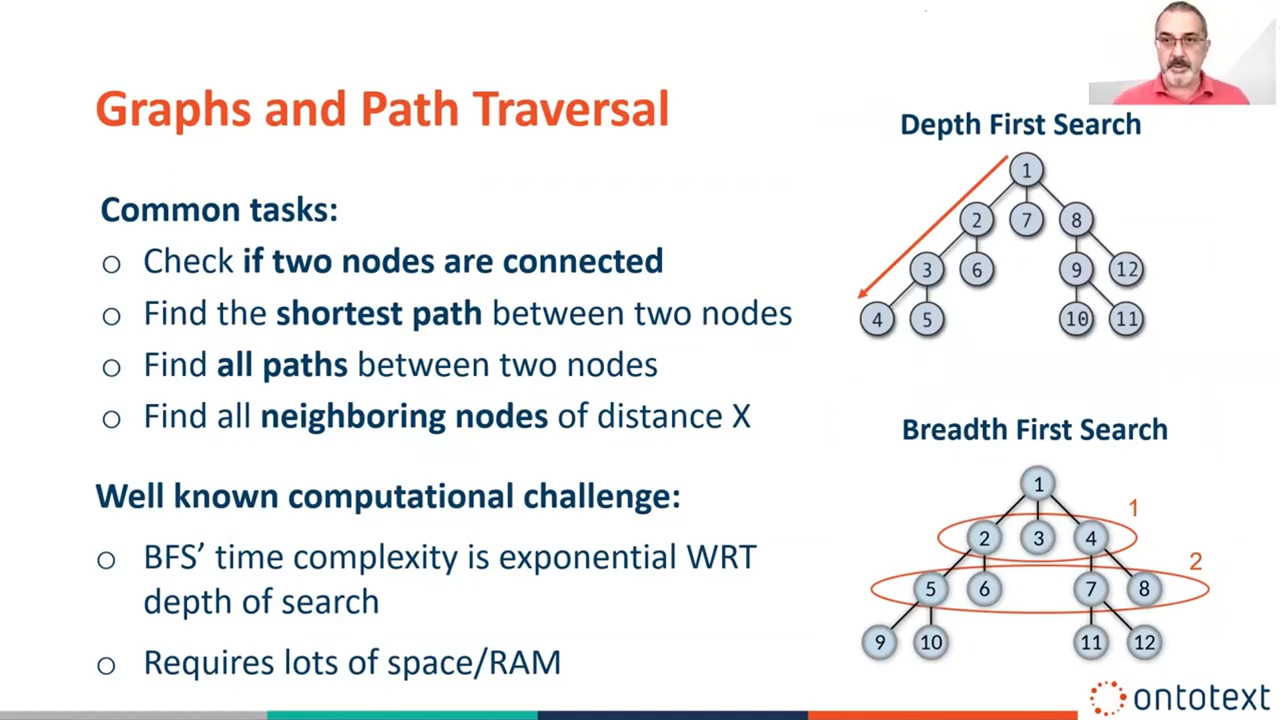 Graphs and Path Traversal
Common tasks:
o Check if two nodes are connected
o Find the shortest path between two nodes
o Find all paths between two nodes
o Find all neighboring nodes of distance X
Well known computational challenge:
o BFS’ time complexity is exponential WRT
depth of search
o Requires lots of space/RAM
Depth First Search
1
2 7 8
3 6 9 12
4 5 10 11
Breadth First Search
1
1
2 3 4
2
5 6 7 8
9 10 11 12
ontotext